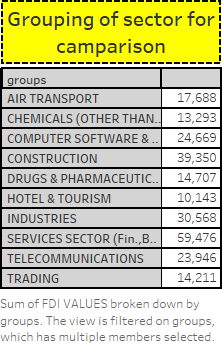 Grouping of sector for
camparison
groups
AIR TRANSPORT 17,688
CHEMICALS (OTHER THAN.. 13,293
COMPUTER SOFTWARE & .. 24,669
CONSTRUCTION 39,350
DRUGS & PHARMACEUTIC.. 14,707
HOTEL & TOURISM 10,143
INDUSTRIES 30,568
SERVICES SECTOR (Fin.,B.. 59,476
TELECOMMUNICATIONS 23,946
TRADING 14,211
Sum of FDI VALUES broken down by
groups. The view is filtered on groups,
which has multiple members selected.